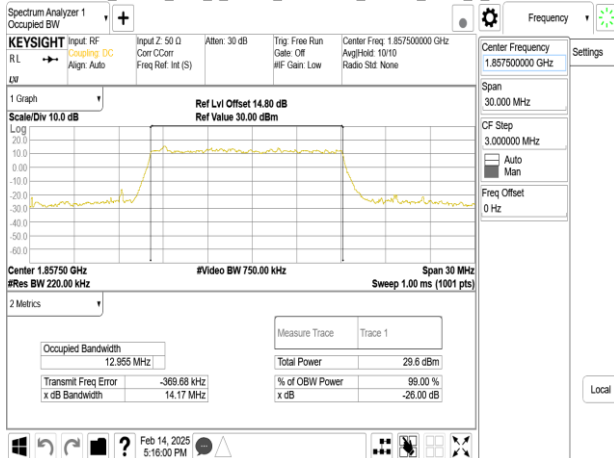 Spectrum Analyzer 1
Occupied BW
+
Frequency
KEYSIGHT
RL
LXI
Input: RF
Coupling: DC
Align: Auto
Input Z: 50 Ω
Corr CCorr
Freq Ref: Int (S)
Atten: 30 dB
Trig: Free Run
Gate: Off
#IF Gain: Low
Center Freq: 1.857500000 GHz
Avg|Hold: 10/10
Radio Std: None
Center Frequency
1.857500000 GHz
Settings
Span
30.000 MHz
CF Step
3.000000 MHz
Auto
Man
Freq Offset
0 Hz
Local
1 Graph
Scale/Div 10.0 dB
Ref Lvl Offset 14.80 dB
Ref Value 30.00 dBm
Log
20.0
10.0
0.00
-10.0
-20.0
-30.0
-40.0
-50.0
-60.0
Center 1.85750 GHz
#Video BW 750.00 kHz
Span 30 MHz
#Res BW 220.00 kHz
Sweep 1.00 ms (1001 pts)
2 Metrics
Measure Trace
Trace 1
Occupied Bandwidth
12.955 MHz
Total Power
29.6 dBm
Transmit Freq Error
-369.68 kHz
% of OBW Power
99.00 %
x dB Bandwidth
14.17 MHz
x dB
-26.00 dB
?
Feb 14, 2025
5:16:00 PM